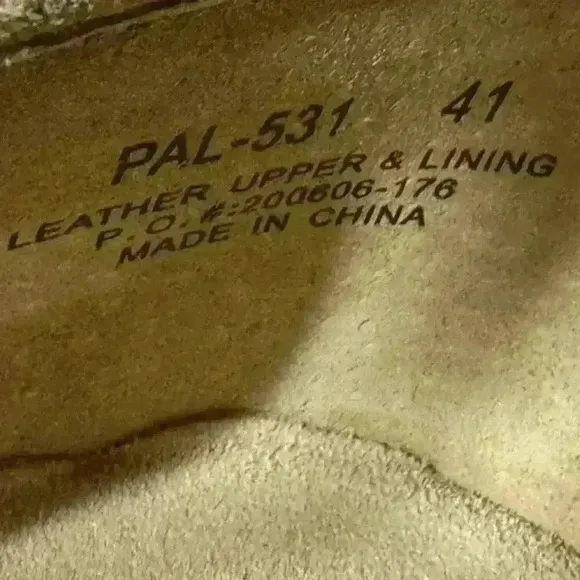 PAL-531 41
LEATHER UPPER & LINING
P. O. #:200606-176
MADE IN CHINA